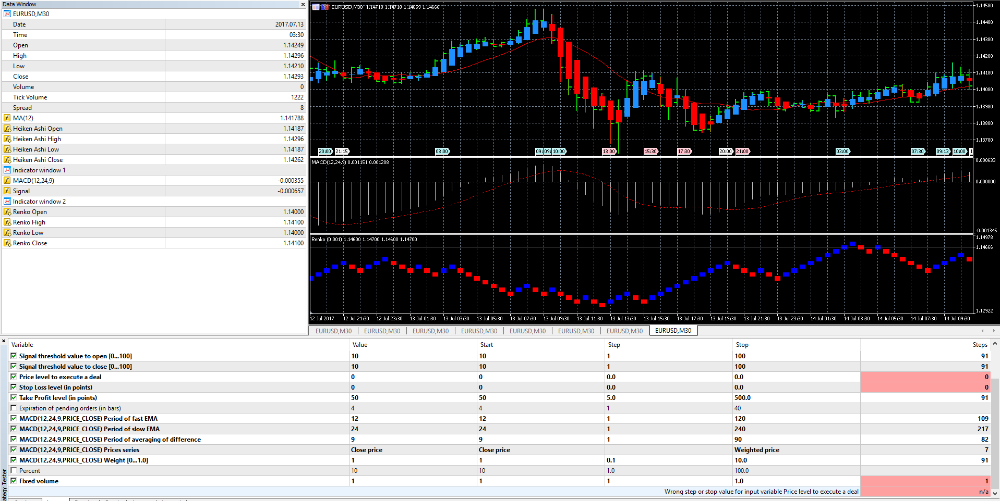 Data Window
EURUSD,M30
Date 2017.07.13
Time 03:30
Open 1.14249
High 1.14296
Low 1.14210
Close 1.14293
Volume 0
Tick Volume 1222
Spread 8
MA(12) 1.141788
Heiken Ashi Open 1.14187
Heiken Ashi High 1.14296
Heiken Ashi Low 1.14187
Heiken Ashi Close 1.14262
Indicator window 1
MACD(12,24,9) -0.000355
Signal -0.000657
Indicator window 2
Renko Open 1.14000
Renko High 1.14100
Renko Low 1.14000
Renko Close 1.14100
EURUSD,M30 1.14710 1.14718 1.14659 1.14666
1.14580
1.14480
1.14380
1.14280
1.14180
1.14080
1.13980
1.13880
1.13780
20:00 21:15 03:00 09: 09: 10:00 13:00 15:30 17:30 20:00 21:00 03:00 07:30 09:13 10:00 1
MACD(12,24,9) 0.001151 0.001208
0.000633
0.000000
-0.001345
Renko (0.001) 1.14600 1.14700 1.14600 1.14700
1.14978
1.14666
1.12922
12 Jul 2017 12 Jul 21:30 12 Jul 23:30 13 Jul 01:30 13 Jul 03:30 13 Jul 05:30 13 Jul 07:30 13 Jul 09:30 13 Jul 11:30 13 Jul 13:30 13 Jul 15:30 13 Jul 17:30 13 Jul 19:30 13 Jul 21:30 13 Jul 23:30 14 Jul 01:30 14 Jul 03:30 14 Jul 05:30 14 Jul 07:30 14 Jul 09:30
EURUSD,M30 EURUSD,M30 EURUSD,M30 EURUSD,M30 EURUSD,M30 EURUSD,M30 EURUSD,M30 EURUSD,M30
Variable Value Start Step Stop Steps
Signal threshold value to open [0...100] 10 10 1 100 91
Signal threshold value to close [0...100] 10 10 1 100 91
Price level to execute a deal 0 0 0.0 0.0 0
Stop Loss level (in points) 0 0 0.0 0.0 0
Take Profit level (in points) 50 50 5.0 500.0 91
Expiration of pending orders (in bars) 4 4 1 40
MACD(12,24,9,PRICE_CLOSE) Period of fast EMA 12 12 1 120 109
MACD(12,24,9,PRICE_CLOSE) Period of slow EMA 24 24 1 240 217
MACD(12,24,9,PRICE_CLOSE) Period of averaging of difference 9 9 1 90 82
MACD(12,24,9,PRICE_CLOSE) Prices series Close price Close price Weighted price 7
MACD(12,24,9,PRICE_CLOSE) Weight [0...1.0] 1 1 0.1 10.0 91
Percent 10 10 1.0 100.0
Fixed volume 1 1 1 1.0 1
Wrong step or stop value for input variable Price level to execute a deal n/a
Tester